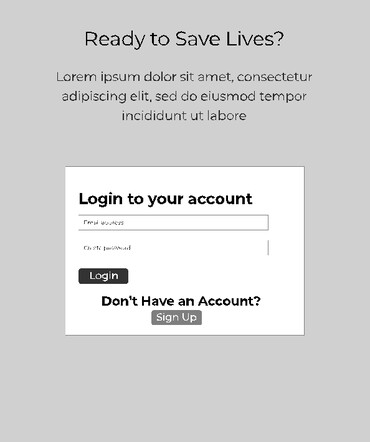 Ready to Save Lives?
Lorem ipsum dolor sit amet, consectetur
adipiscing elit, sed do eiusmod tempor
incididunt ut labore
Login to your account
Email address
password
Login
Don't Have an Account?
Sign Up